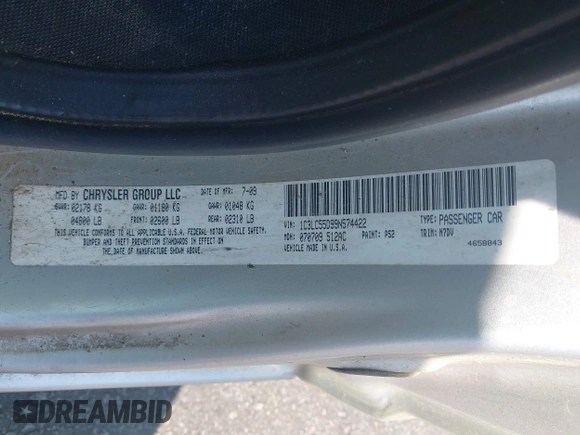 MFD BY CHRYSLER GROUP LLC DATE OF MFR: 7-09
GVWR: 02178 KG GAWR: 01180 KG GAWR: 01048 KG
04800 LB FRONT: 02600 LB REAR: 02310 LB
THIS VEHICLE CONFORMS TO ALL APPLICABLE U.S.A. FEDERAL MOTOR VEHICLE SAFETY,
BUMPER AND THEFT PREVENTION STANDARDS IN EFFECT ON
THE DATE OF MANUFACTURE SHOWN ABOVE.
VIN: 1C3LC55D99N574422 TYPE: PASSENGER CAR
MDH: 070709 512AC PAINT: PS2 TRIM: M7DV
VEHICLE MADE IN U.S.A. 4658843
DREAMBID